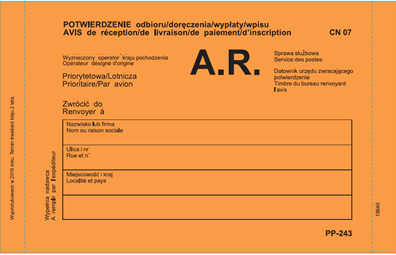 POTWIERDZENIE odbioru/doręczenia/wypłaty/wpisu
AVIS de réception/de livraison/de paiement/d'inscription
CN 07
Wyznaczony operator kraju pochodzenia
Opérateur désigné d'origine
A.R.
Sprawa służbowa
Service des postes
Priorytetowa/Lotnicza
Prioritaire/Par avion
Datownik urzędu zwracającego
potwierdzenie
Timbre du bureau renvoyant
l'avis
Zwrócić do
Renvoyer à
Nazwisko lub firma
Nom ou raison sociale
Ulica i nr
Rue et n°
Miejscowość i kraj
Localité et pays
Wypełnia nadawca
A remplir par l'expéditeur
PP-243